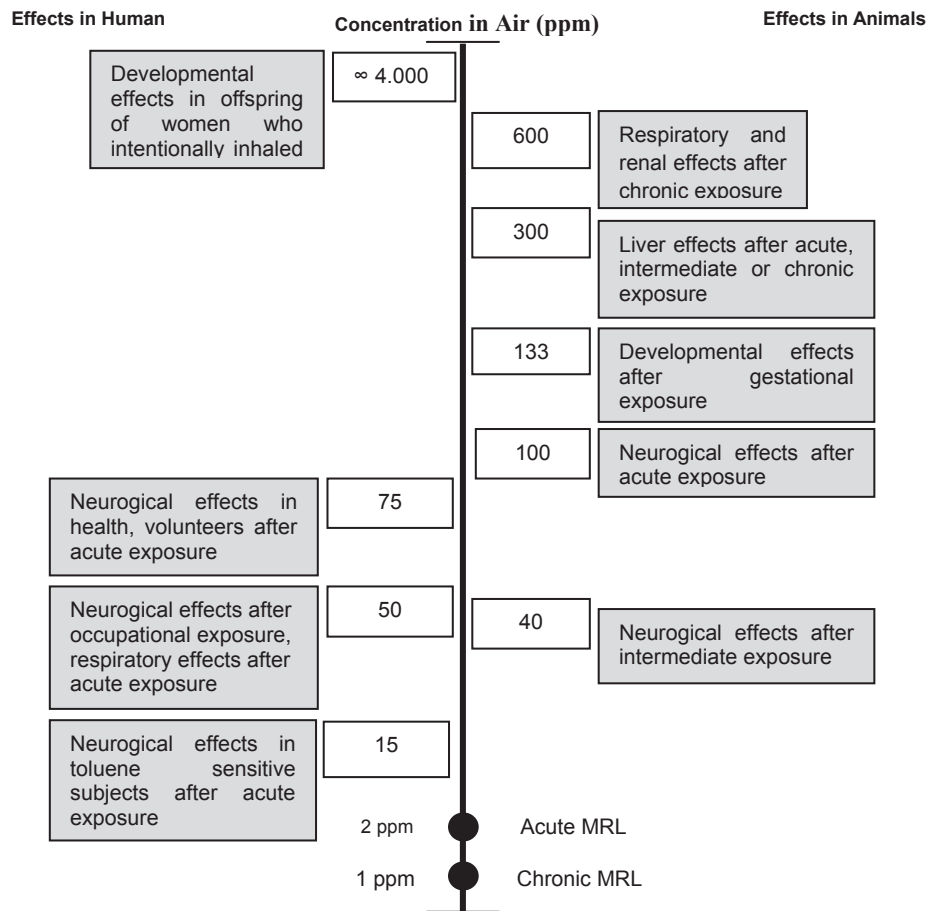 Effects in Human
Concentration in Air (ppm)
Effects in Animals
Developmental
effects in offspring
of women who
intentionally inhaled
∞ 4.000
600
Respiratory and
renal effects after
chronic exposure
300
Liver effects after acute,
intermediate or chronic
exposure
133
Developmental effects
after gestational
exposure
100
Neurogical effects after
acute exposure
Neurogical effects in
health, volunteers after
acute exposure
75
Neurogical effects after
occupational exposure,
respiratory effects after
acute exposure
50
40
Neurogical effects after
intermediate exposure
Neurogical effects in
toluene sensitive
subjects after acute
exposure
15
2 ppm
Acute MRL
1 ppm
Chronic MRL